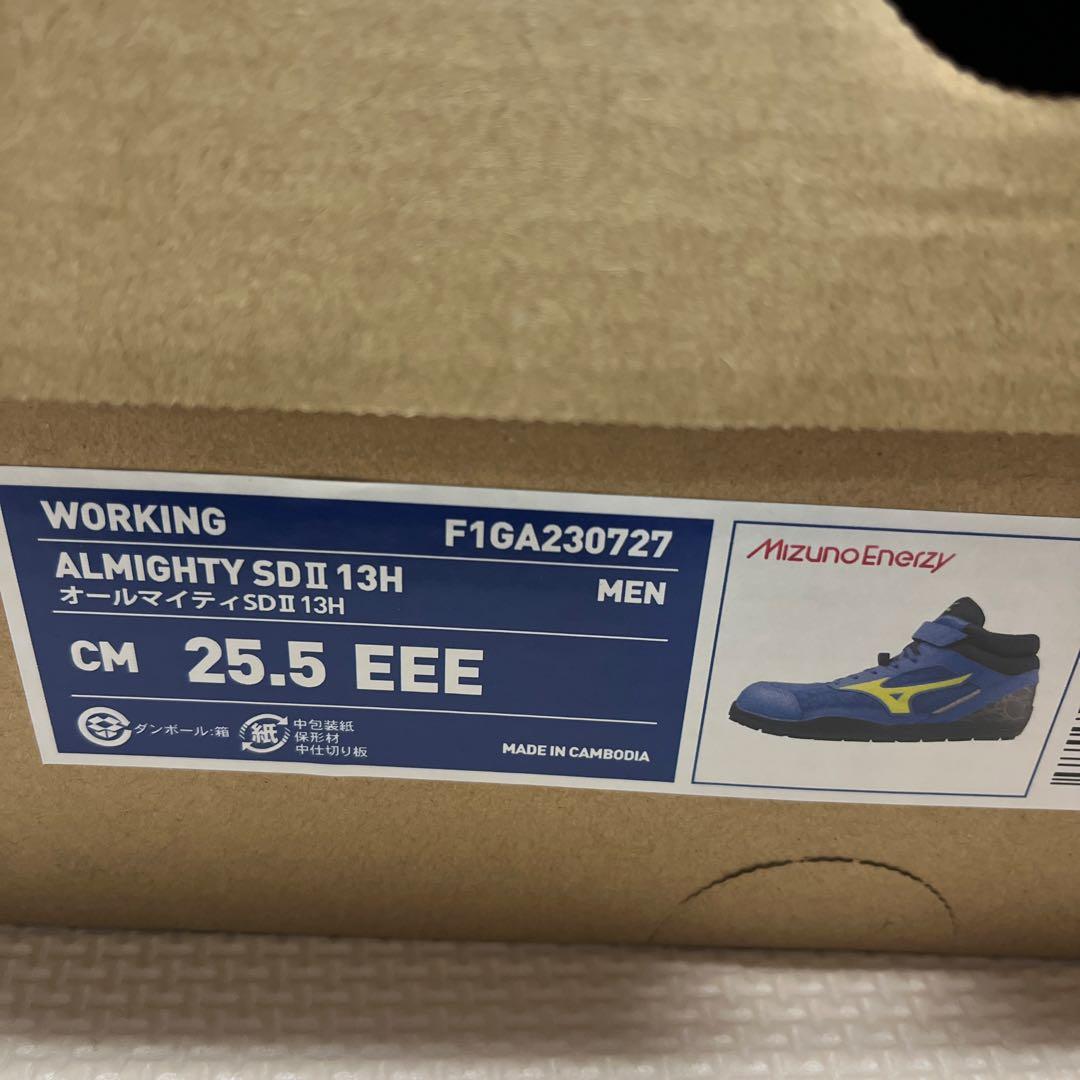 WORKING
F1GA230727
ALMIGHTY SDⅡ 13H
オールマイティSDⅡ 13H
MEN
CM 25.5 EEE
ダンボール:箱
紙
中包装紙
保形材
中仕切り板
MADE IN CAMBODIA
MIZUNO ENERZY